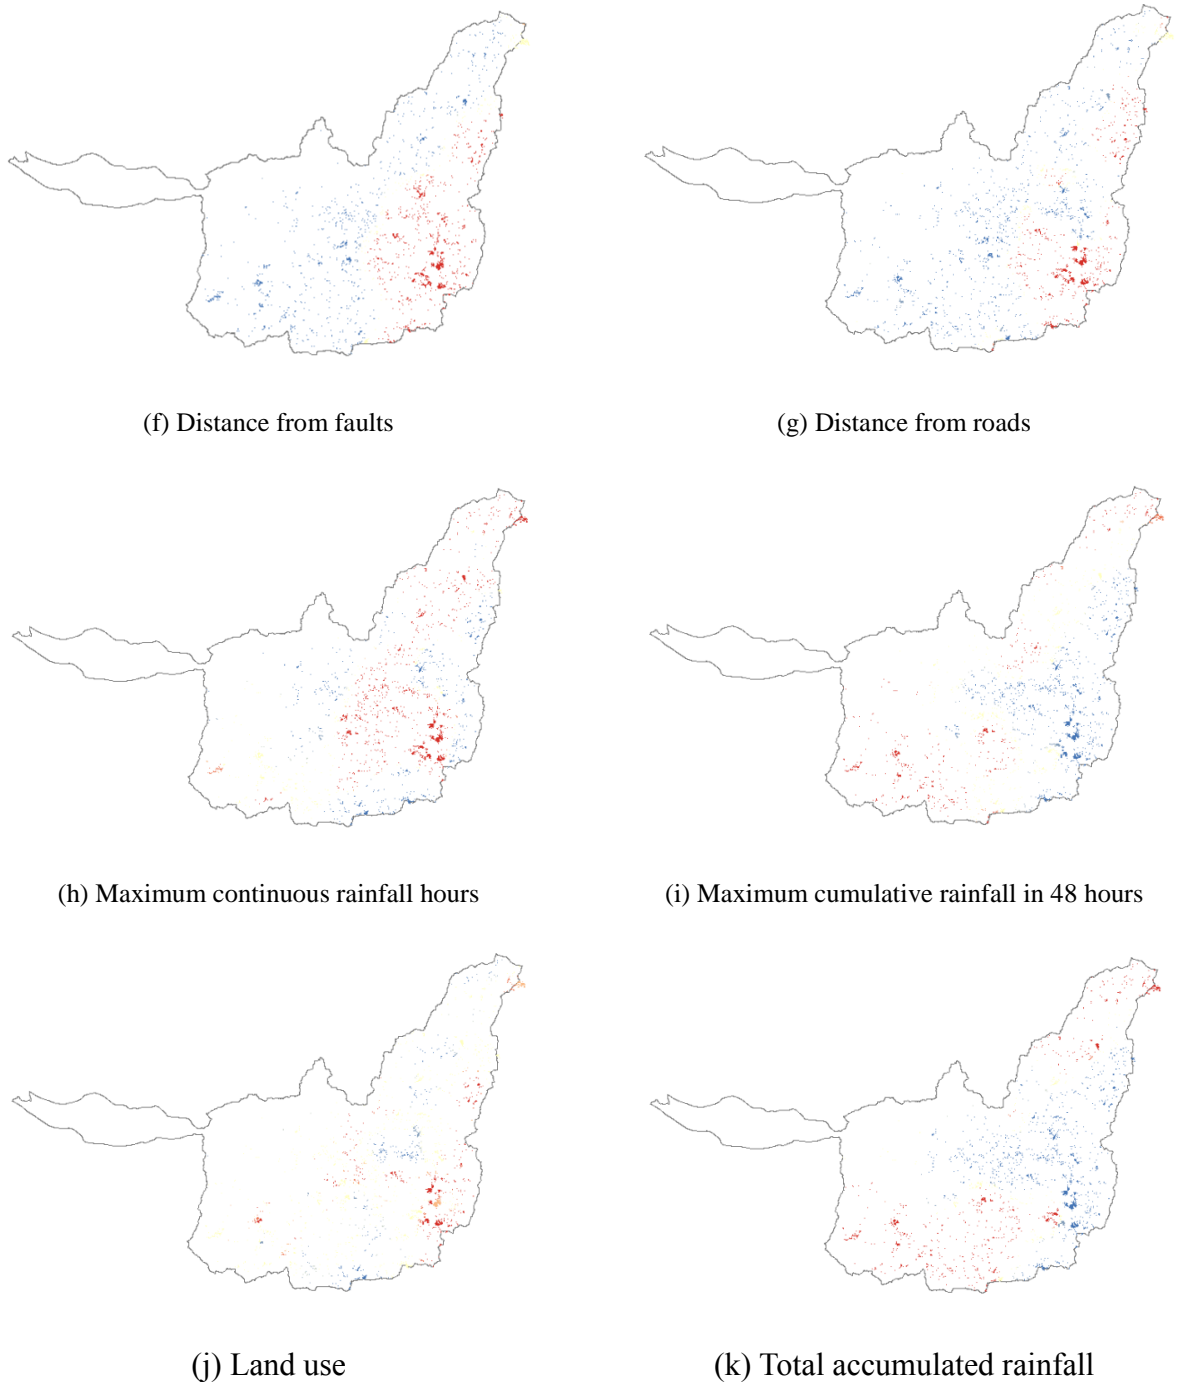 (f) Distance from faults
(g) Distance from roads
(h) Maximum continuous rainfall hours
(i) Maximum cumulative rainfall in 48 hours
(j) Land use
(k) Total accumulated rainfall